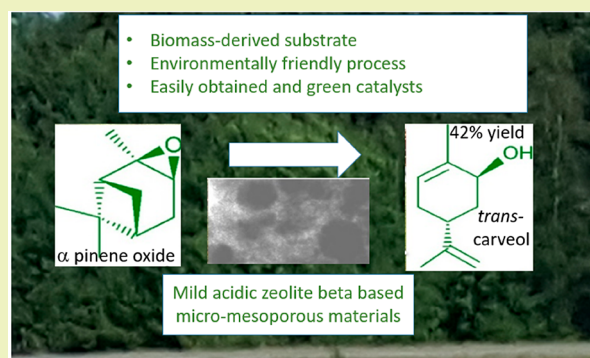 • Biomass-derived substrate
• Environmentally friendly process
• Easily obtained and green catalysts
O
α pinene oxide
42% yield
OH
trans-
carveol
Mild acidic zeolite beta based
micro-mesoporous materials